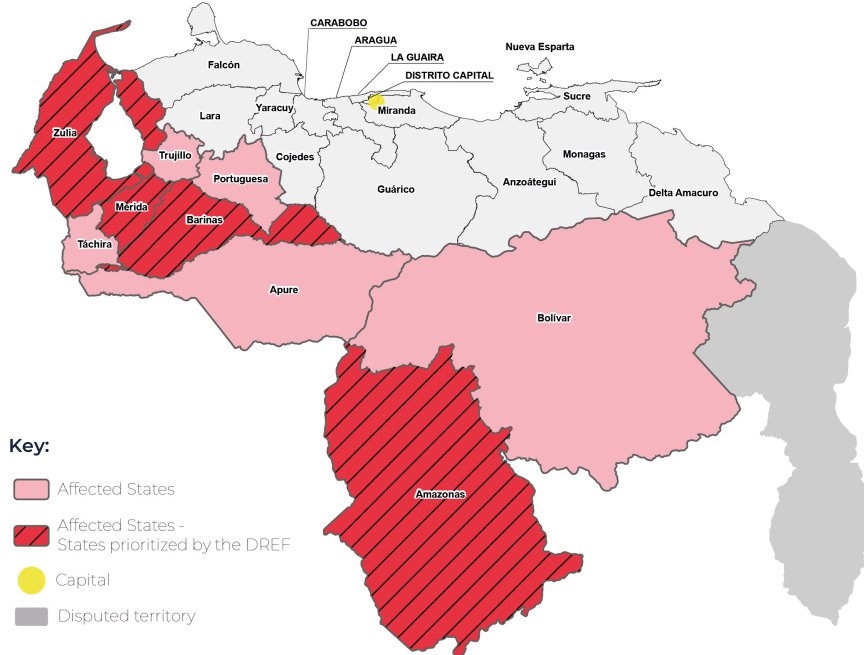 CARABOBO
ARAGUA
LA GUAIRA
DISTRITO CAPITAL
Nueva Esparta
Falcón
Sucre
Lara
Yaracuy
Miranda
Zulia
Trujillo
Cojedes
Monagas
Portuguesa
Anzoátegui
Guárico
Delta Amacuro
Mérida
Barinas
Táchira
Apure
Bolívar
Amazonas
Key:
Affected States
Affected States -
States prioritized by the DREF
Capital
Disputed territory